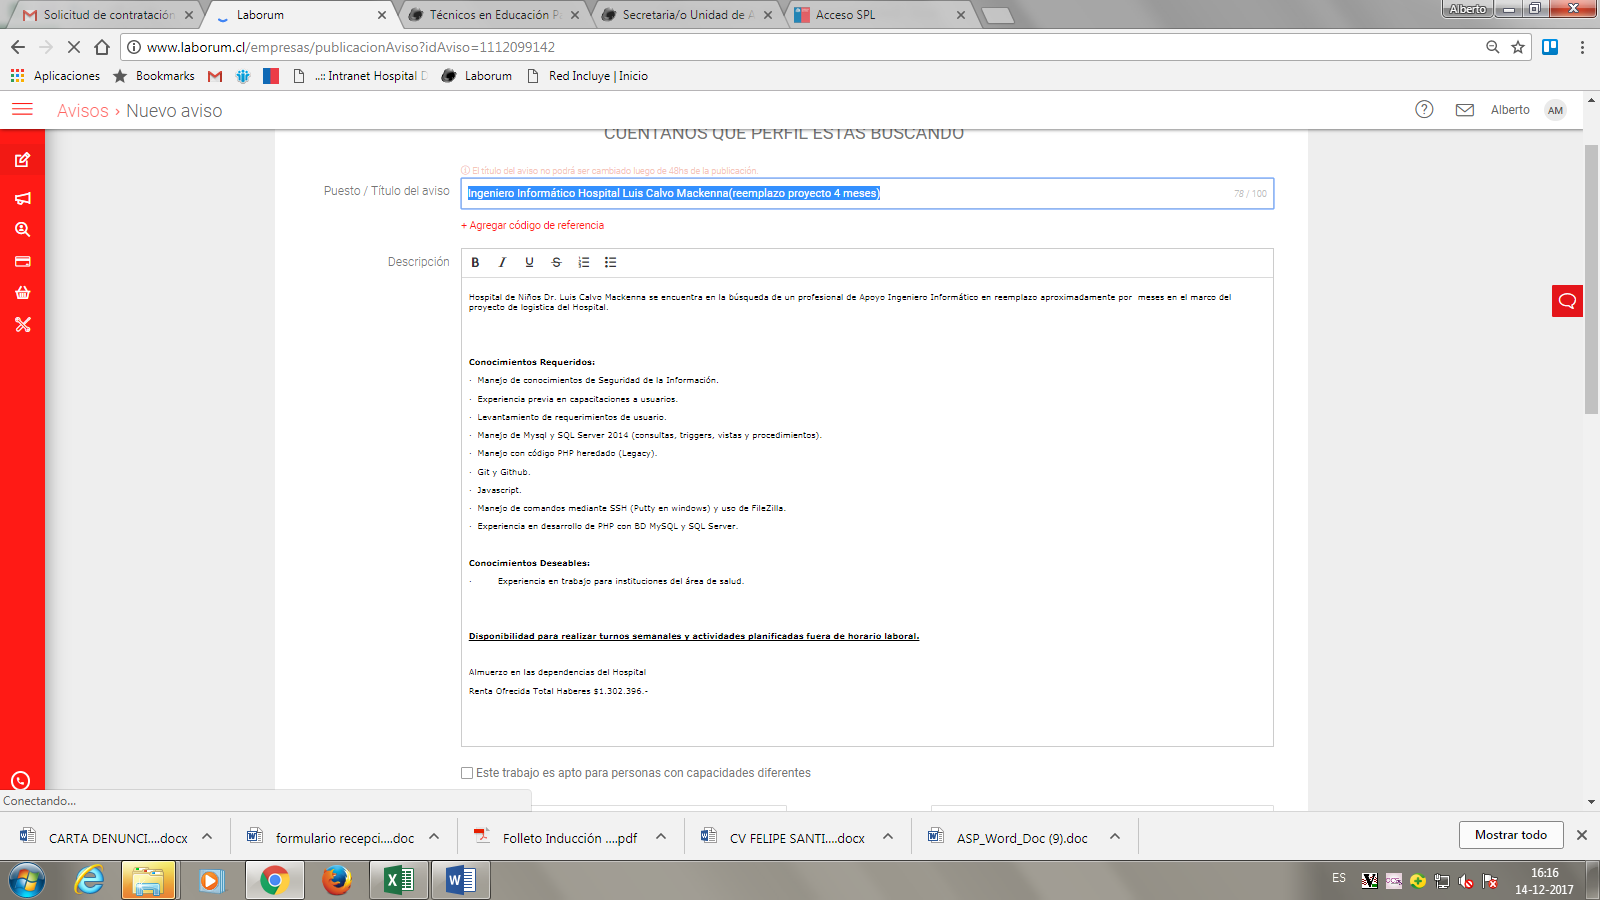 Alberto
Solicitud de contratación
Laborum
Técnicos en Educación P
Secretaria/o Unidad de A
Acceso SPL
www.laborum.cl/empresas/publicacionAviso?idAviso=1112099142
Aplicaciones
Bookmarks
..:: Intranet Hospital D
Laborum
Red Incluye | Inicio
Avisos › Nuevo aviso
Alberto
AM
CUÉNTANOS QUÉ PERFIL ESTÁS BUSCANDO
El título del aviso no podrá ser cambiado luego de 48hs de la publicación.
Puesto / Título del aviso
Ingeniero Informático Hospital Luis Calvo Mackenna(reemplazo proyecto 4 meses)
78 / 100
+ Agregar código de referencia
Descripción
B I U S
Hospital de Niños Dr. Luis Calvo Mackenna se encuentra en la búsqueda de un profesional de Apoyo Ingeniero Informático en reemplazo aproximadamente por  meses en el marco del
proyecto de logistica del Hospital.
Conocimientos Requeridos:
· Manejo de conocimientos de Seguridad de la Información.
· Experiencia previa en capacitaciones a usuarios.
· Levantamiento de requerimientos de usuario.
· Manejo de Mysql y SQL Server 2014 (consultas, triggers, vistas y procedimientos).
· Manejo con código PHP heredado (Legacy).
· Git y Github.
· Javascript.
· Manejo de comandos mediante SSH (Putty en windows) y uso de FileZilla.
· Experiencia en desarrollo de PHP con BD MySQL y SQL Server.
Conocimientos Deseables:
· Experiencia en trabajo para instituciones del área de salud.
Disponibilidad para realizar turnos semanales y actividades planificadas fuera de horario laboral.
Almuerzo en las dependencias del Hospital
Renta Ofrecida Total Haberes $1.302.396.-
Este trabajo es apto para personas con capacidades diferentes
Conectando...
CARTA DENUNCI....docx
formulario recepci....doc
Folleto Inducción ....pdf
CV FELIPE SANTI....docx
ASP_Word_Doc (9).doc
Mostrar todo
ES
16:16
14-12-2017